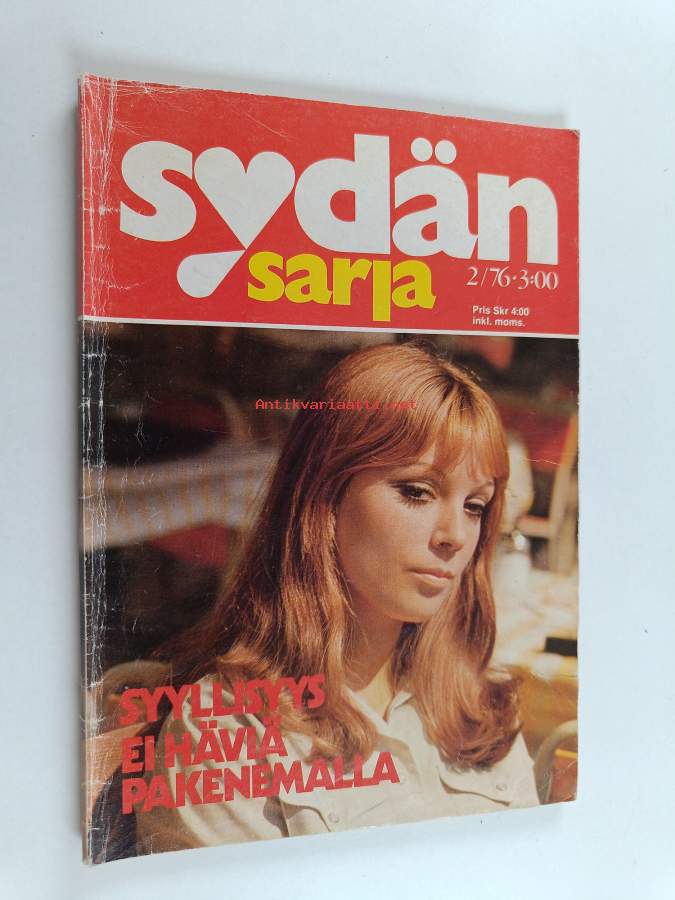 sydän
sarja
2/76·3:00
Pris Skr 4:00
inkl. moms.
Antikvariaatti.net
SYYLLISYYS
EI HÄVIÄ
PAKENEMALLA